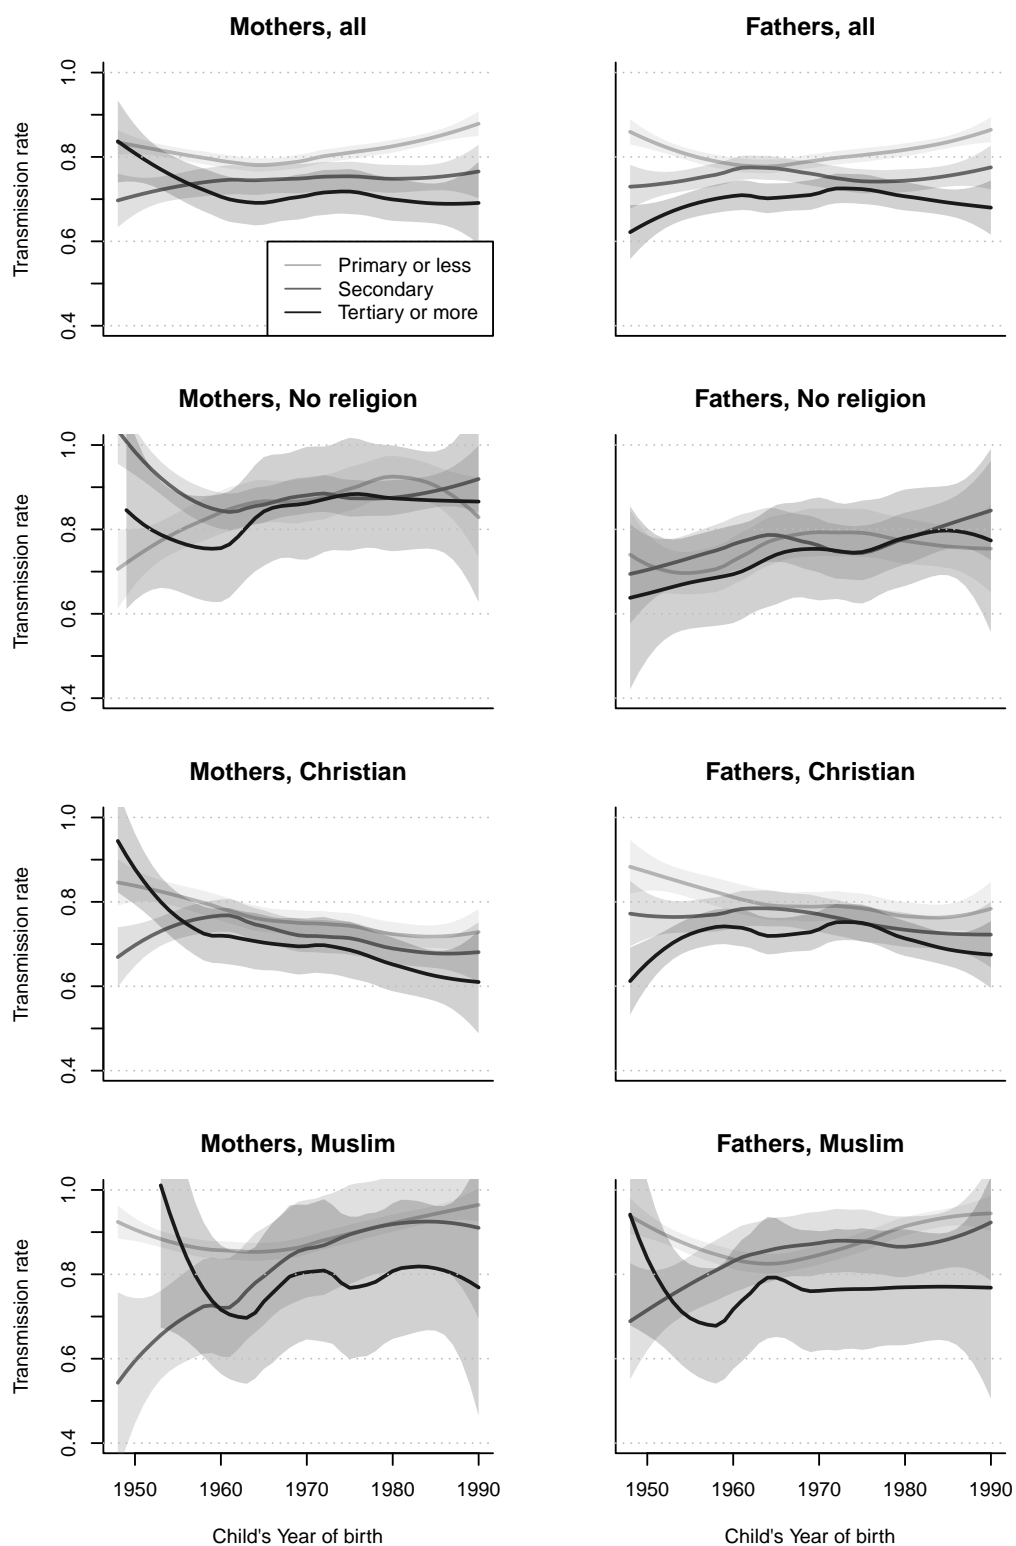 Mothers, all
Fathers, all
Transmission rate
1.0
0.8
0.6
0.4
Primary or less
Secondary
Tertiary or more
Mothers, No religion
Fathers, No religion
Transmission rate
1.0
0.8
0.6
0.4
Mothers, Christian
Fathers, Christian
Transmission rate
1.0
0.8
0.6
0.4
Mothers, Muslim
Fathers, Muslim
Transmission rate
1.0
0.8
0.6
0.4
1950 1960 1970 1980 1990
1950 1960 1970 1980 1990
Child's Year of birth
Child's Year of birth